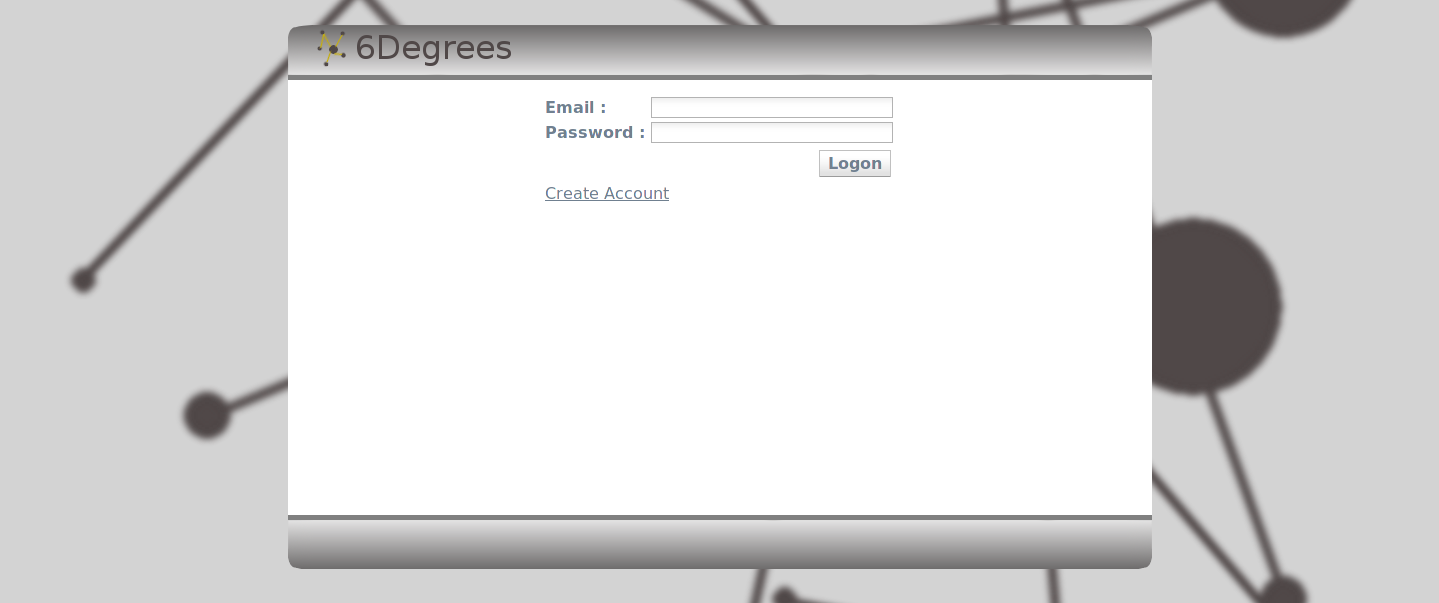 6Degrees
Email :
Password :
Logon
Create Account